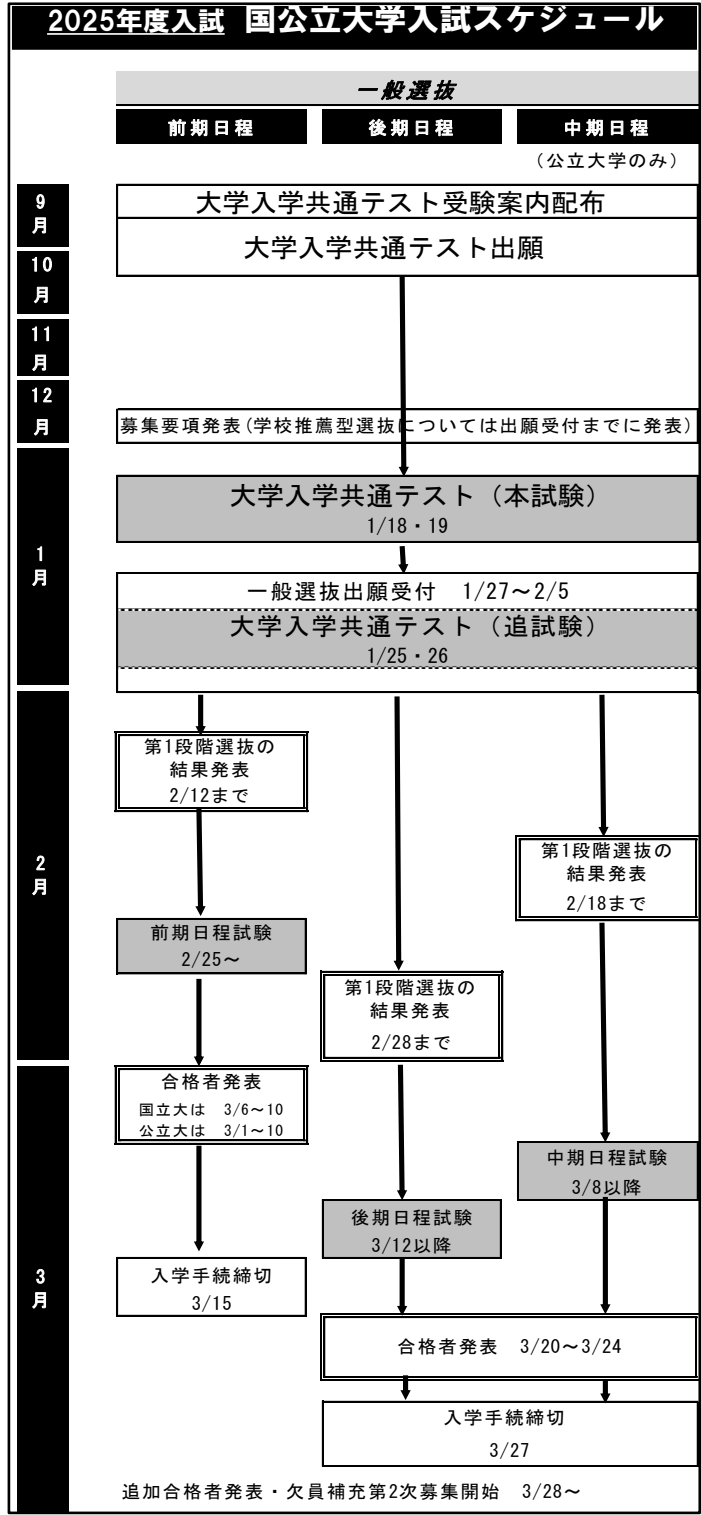 2025年度入試 国公立大学入試スケジュール
一般選抜
前期日程 後期日程 中期日程
（公立大学のみ）
9月
大学入学共通テスト受験案内配布
大学入学共通テスト出願
10月
11月
12月
募集要項発表(学校推薦型選抜については出願受付までに発表)
1月
大学入学共通テスト（本試験）
1/18・19
一般選抜出願受付 1/27～2/5
大学入学共通テスト（追試験）
1/25・26
2月
第1段階選抜の
結果発表
2/12まで
第1段階選抜の
結果発表
2/18まで
前期日程試験
2/25～
第1段階選抜の
結果発表
2/28まで
3月
合格者発表
国立大は 3/6～10
公立大は 3/1～10
中期日程試験
3/8以降
後期日程試験
3/12以降
入学手続締切
3/15
合格者発表 3/20～3/24
入学手続締切
3/27
追加合格者発表・欠員補充第2次募集開始 3/28～